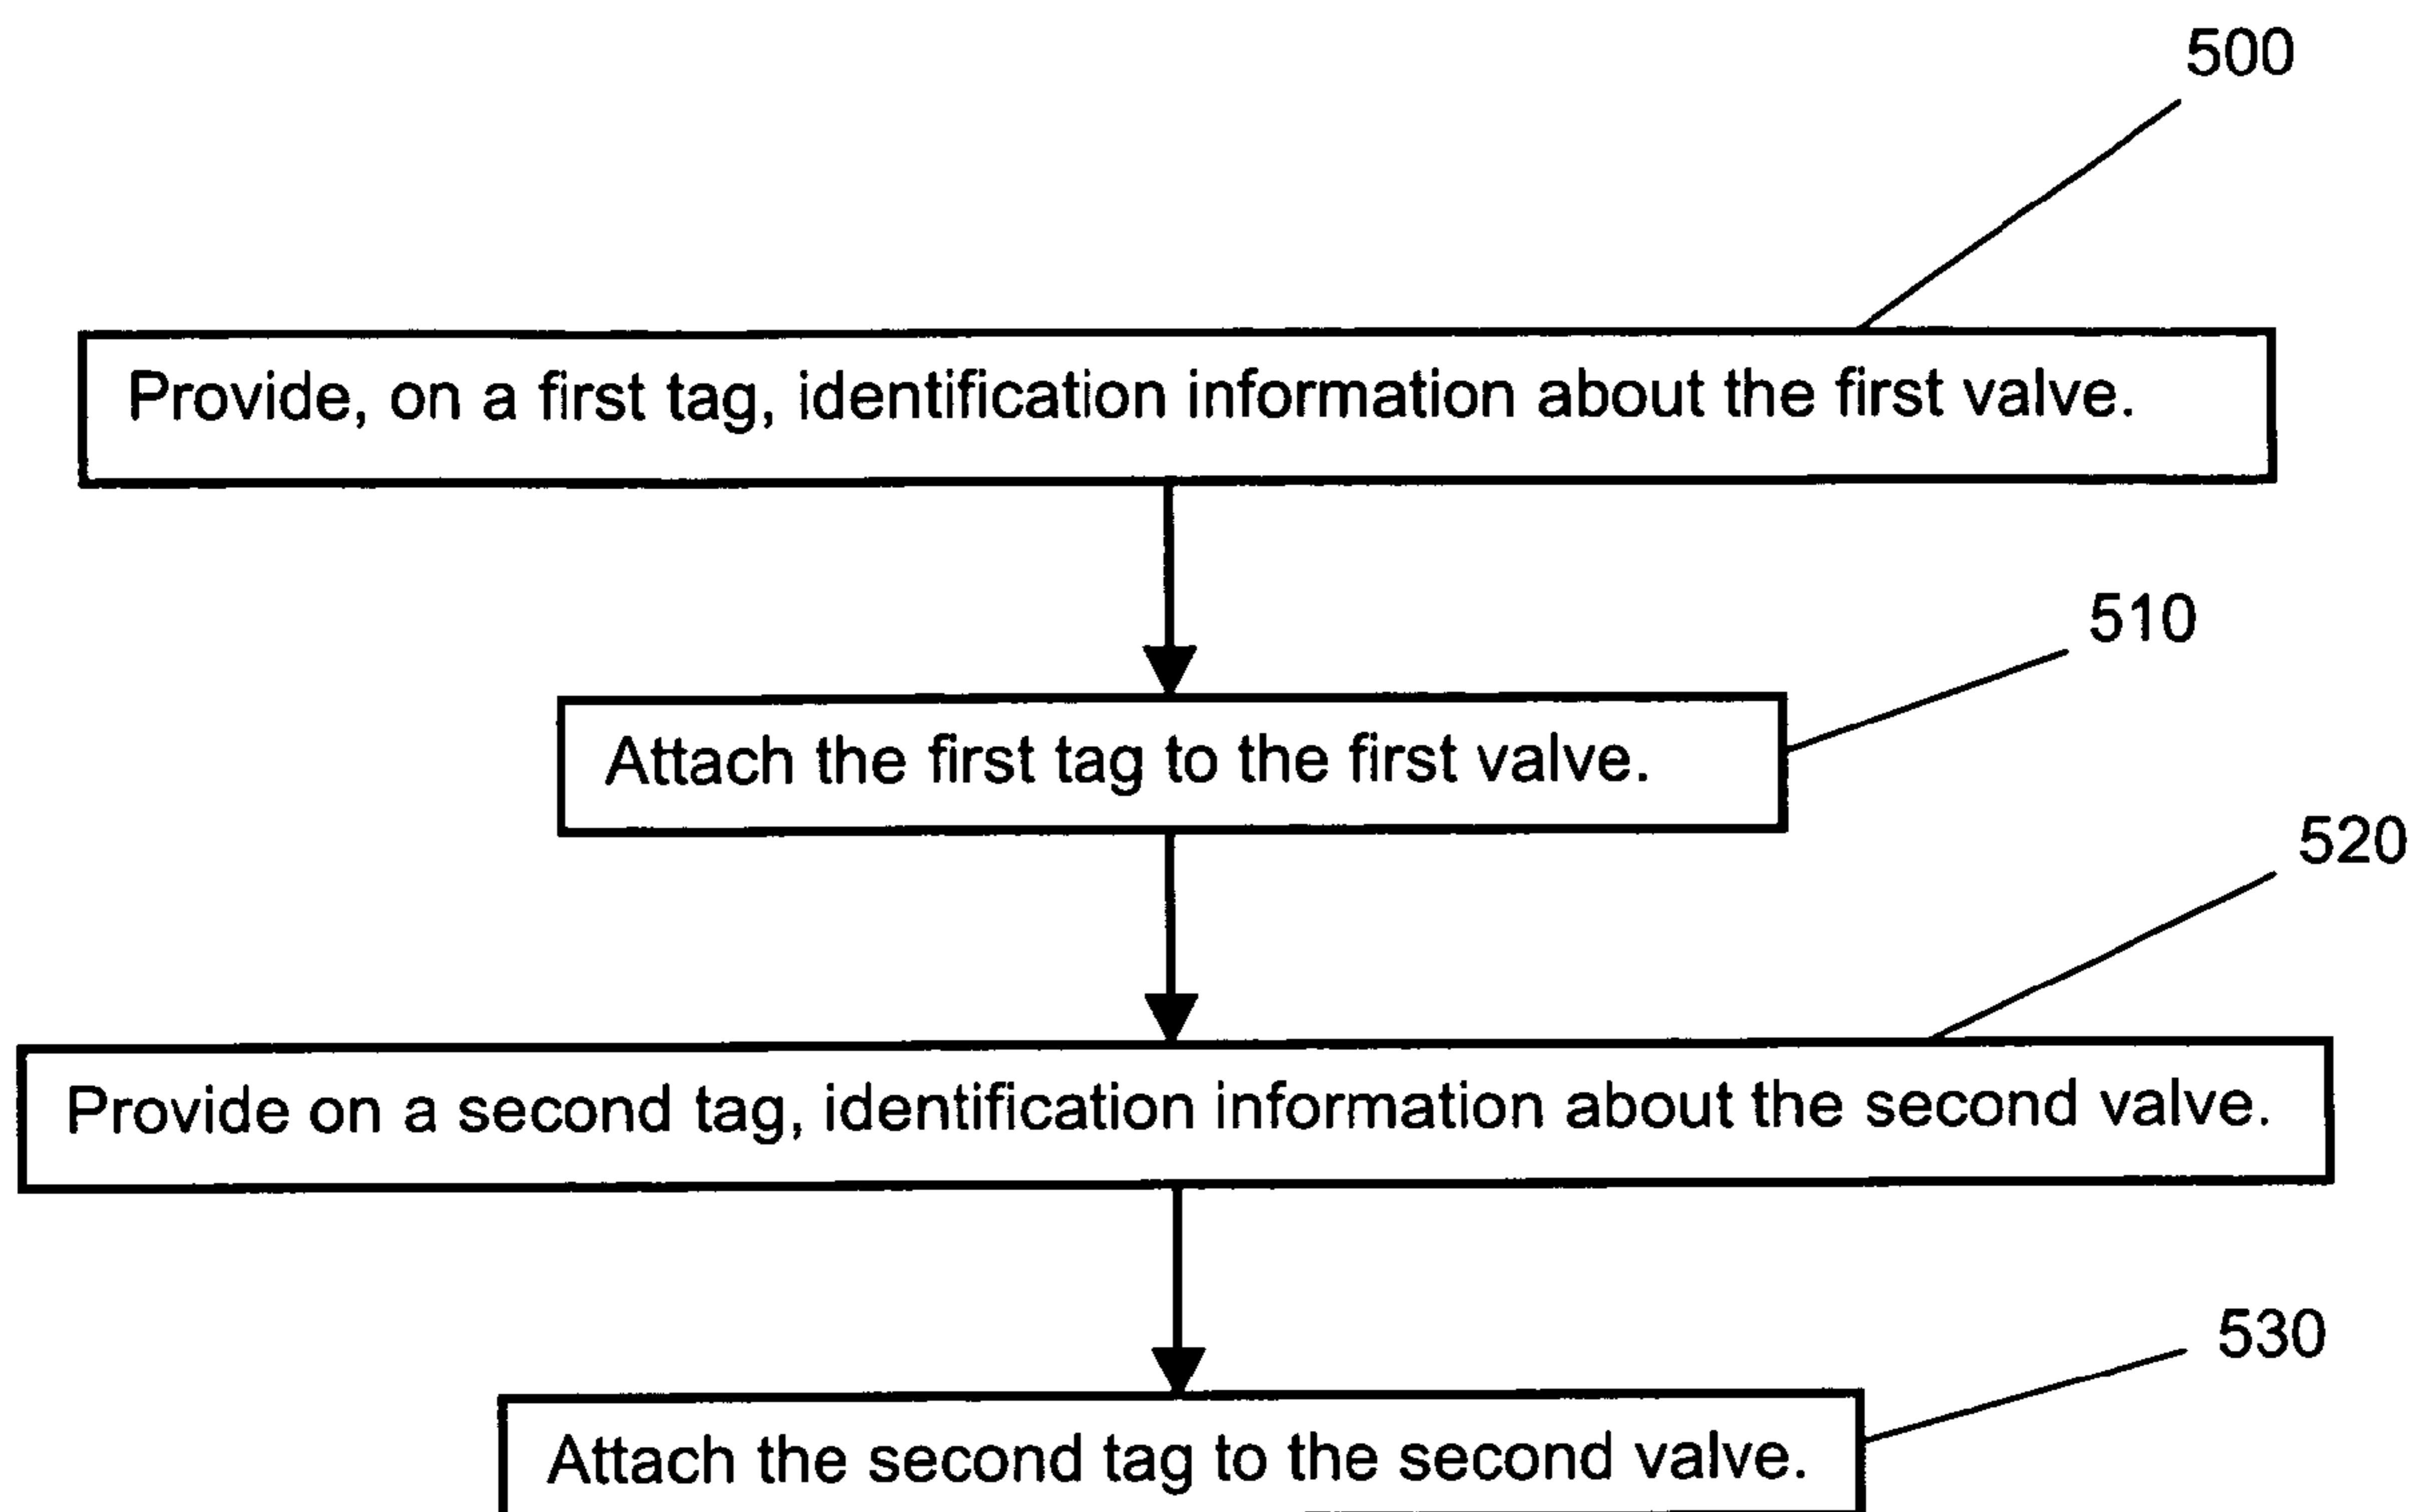 500
Provide, on a first tag, identification information about the first valve.
510
Attach the first tag to the first valve.
520
Provide on a second tag, identification information about the second valve.
530
Attach the second tag to the second valve.